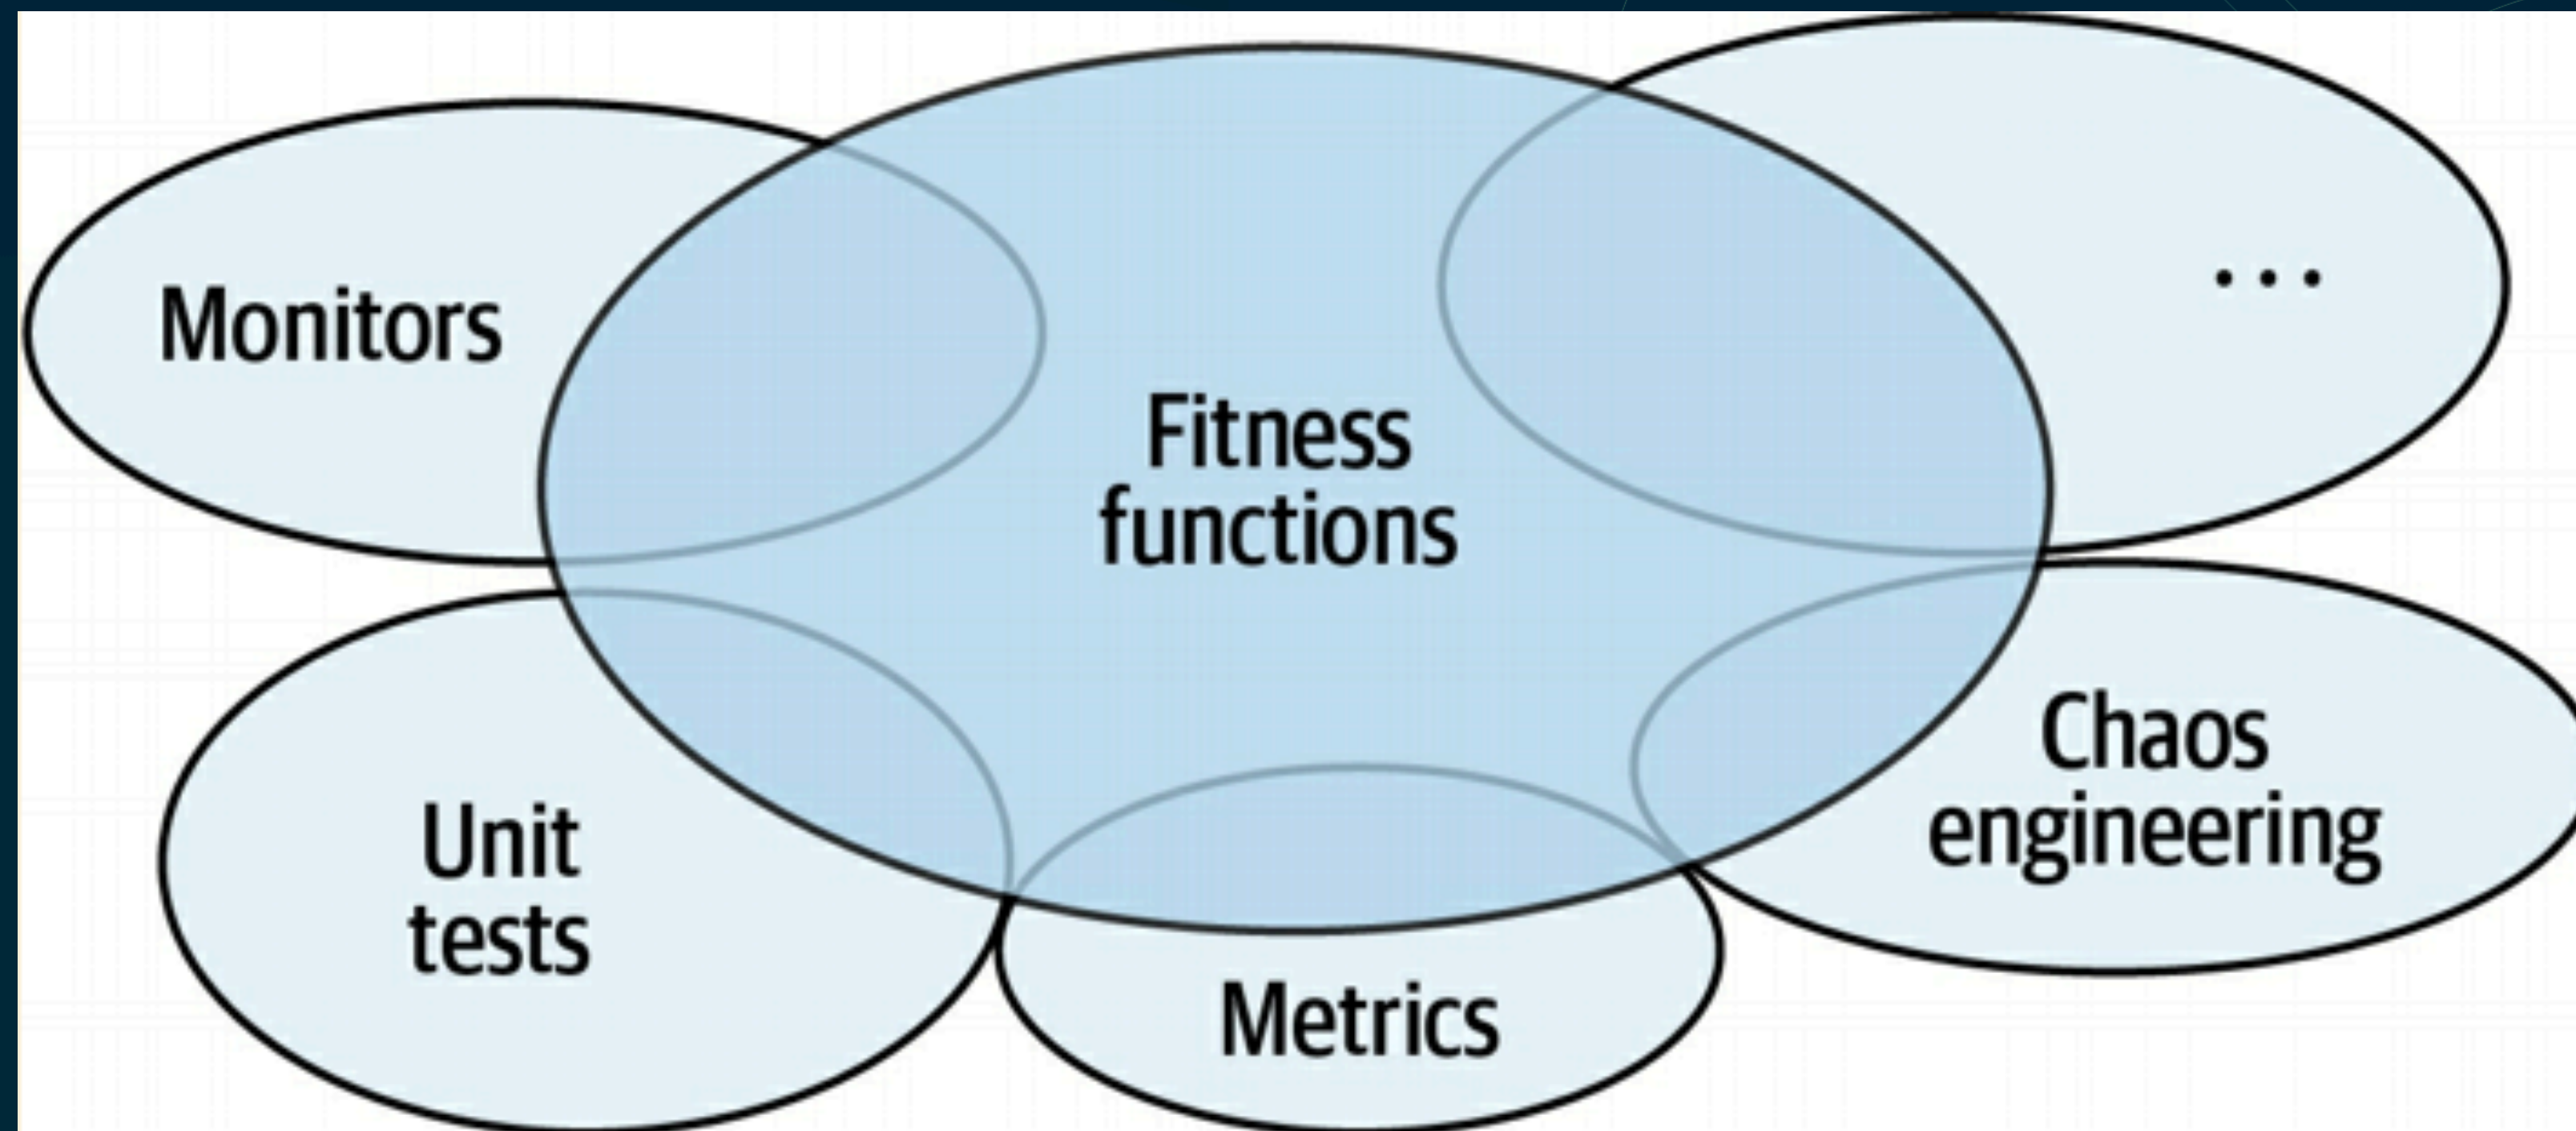 Monitors
...
Fitness
functions
Unit
tests
Metrics
Chaos
engineering